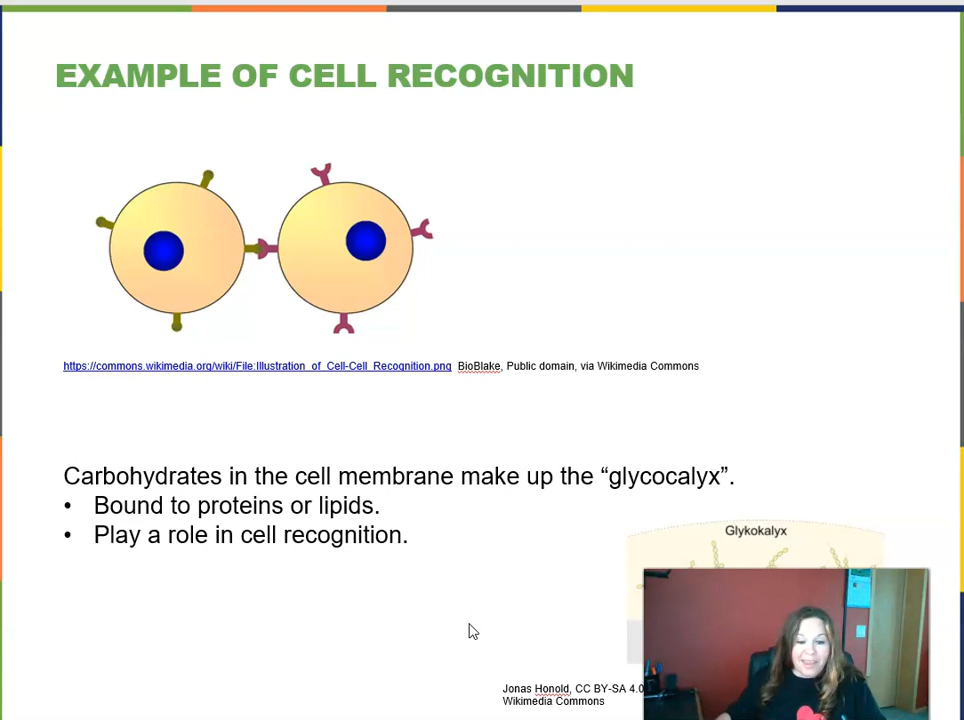 EXAMPLE OF CELL RECOGNITION
https://commons.wikimedia.org/wiki/File:Illustration_of_Cell-Cell_Recognition.png BioBlake, Public domain, via Wikimedia Commons
Carbohydrates in the cell membrane make up the “glycocalyx”.
• Bound to proteins or lipids.
• Play a role in cell recognition.
Glykokalyx
Jonas Honold, CC BY-SA 4.0
Wikimedia Commons